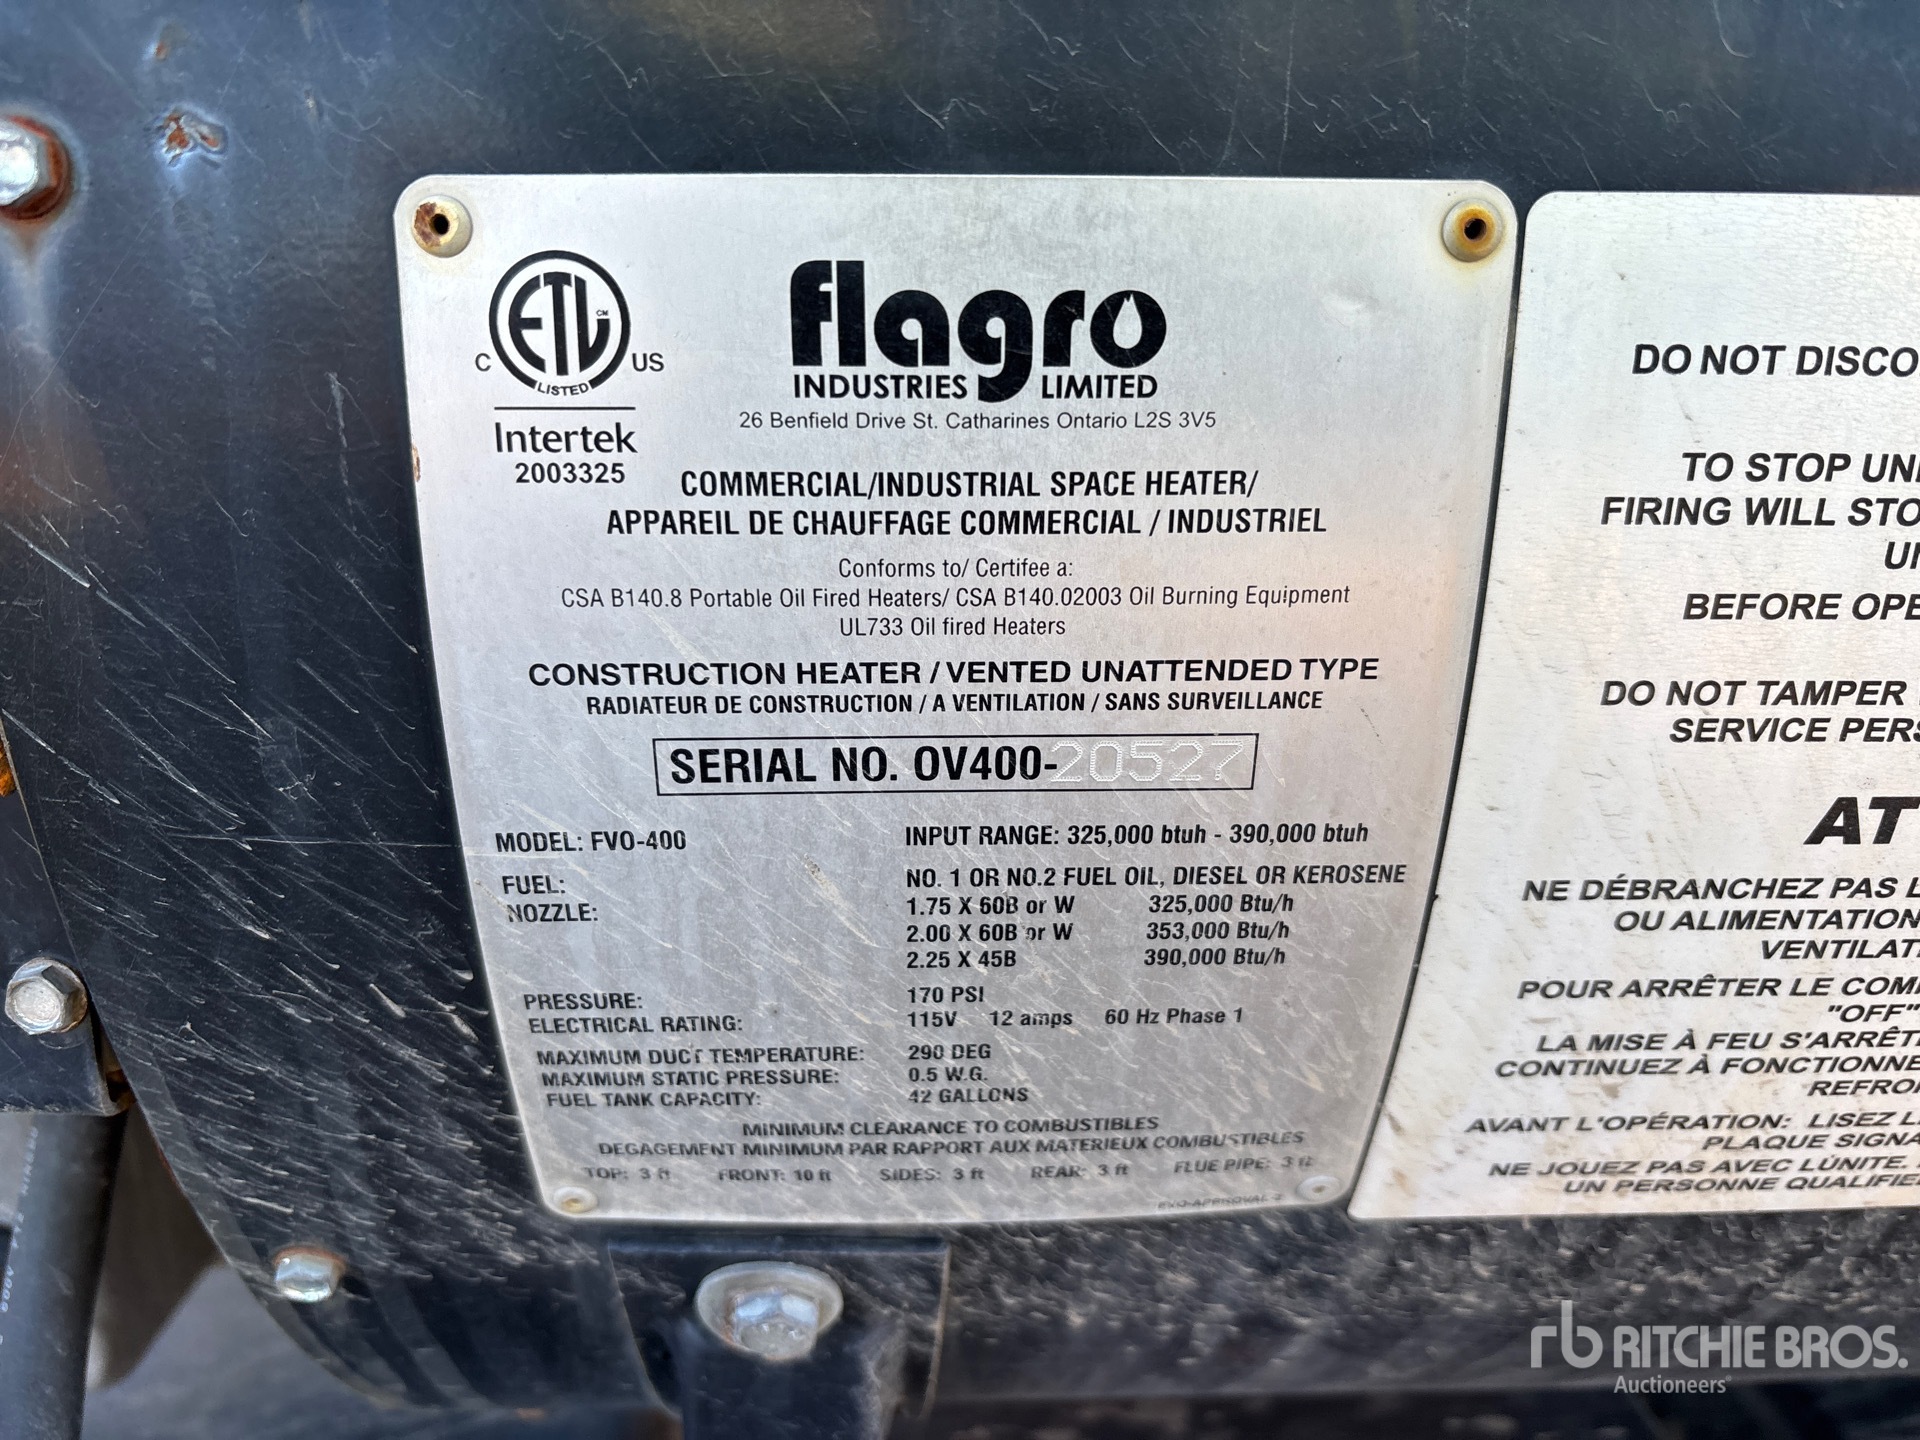 ETL CM
LISTED
C US
Intertek
2003325
flagro
INDUSTRIES LIMITED
26 Benfield Drive St. Catharines Ontario L2S 3V5
COMMERCIAL/INDUSTRIAL SPACE HEATER/
APPAREIL DE CHAUFFAGE COMMERCIAL / INDUSTRIEL
Conforms to/ Certifee a:
CSA B140.8 Portable Oil Fired Heaters/ CSA B140.02003 Oil Burning Equipment
UL733 Oil fired Heaters
CONSTRUCTION HEATER / VENTED UNATTENDED TYPE
RADIATEUR DE CONSTRUCTION / A VENTILATION / SANS SURVEILLANCE
SERIAL NO. OV400-20527
MODEL: FVO-400 INPUT RANGE: 325,000 btuh - 390,000 btuh
FUEL: NO. 1 OR NO.2 FUEL OIL, DIESEL OR KEROSENE
NOZZLE: 1.75 X 60B or W 325,000 Btu/h
2.00 X 60B or W 353,000 Btu/h
2.25 X 45B 390,000 Btu/h
PRESSURE: 170 PSI
ELECTRICAL RATING: 115V 12 amps 60 Hz Phase 1
MAXIMUM DUCT TEMPERATURE: 290 DEG
MAXIMUM STATIC PRESSURE: 0.5 W.G.
FUEL TANK CAPACITY: 42 GALLONS
MINIMUM CLEARANCE TO COMBUSTIBLES
DEGAGEMENT MINIMUM PAR RAPPORT AUX MATERIEUX COMBUSTIBLES
TOP: 3 ft FRONT: 10 ft SIDES: 3 ft REAR: 3 ft FLUE PIPE: 3 ft
DO NOT DISCO
TO STOP UNI
FIRING WILL STO
UN
BEFORE OPE
DO NOT TAMPER
SERVICE PERS
AT
NE DÉBRANCHEZ PAS L
OU ALIMENTATION
VENTILAT
POUR ARRÊTER LE COM
"OFF"
LA MISE À FEU S'ARRÊT
CONTINUEZ À FONCTIONNE
REFROI
AVANT L'OPÉRATION: LISEZ L
PLAQUE SIGNA
NE JOUEZ PAS AVEC LÚNITE.
UN PERSONNE QUALIFIE
rb RITCHIE BROS.
Auctioneers